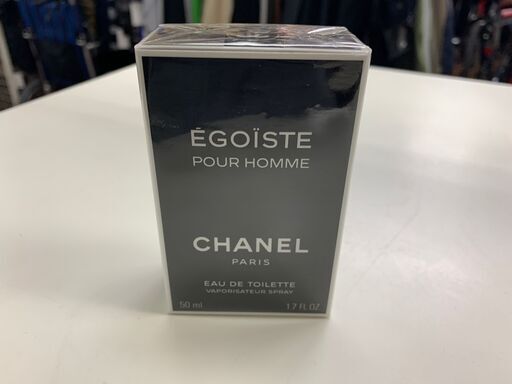 ÉGOÏSTE
POUR HOMME
CHANEL
PARIS
EAU DE TOILETTE
VAPORISATEUR SPRAY
50 ml 1.7 FL. OZ.